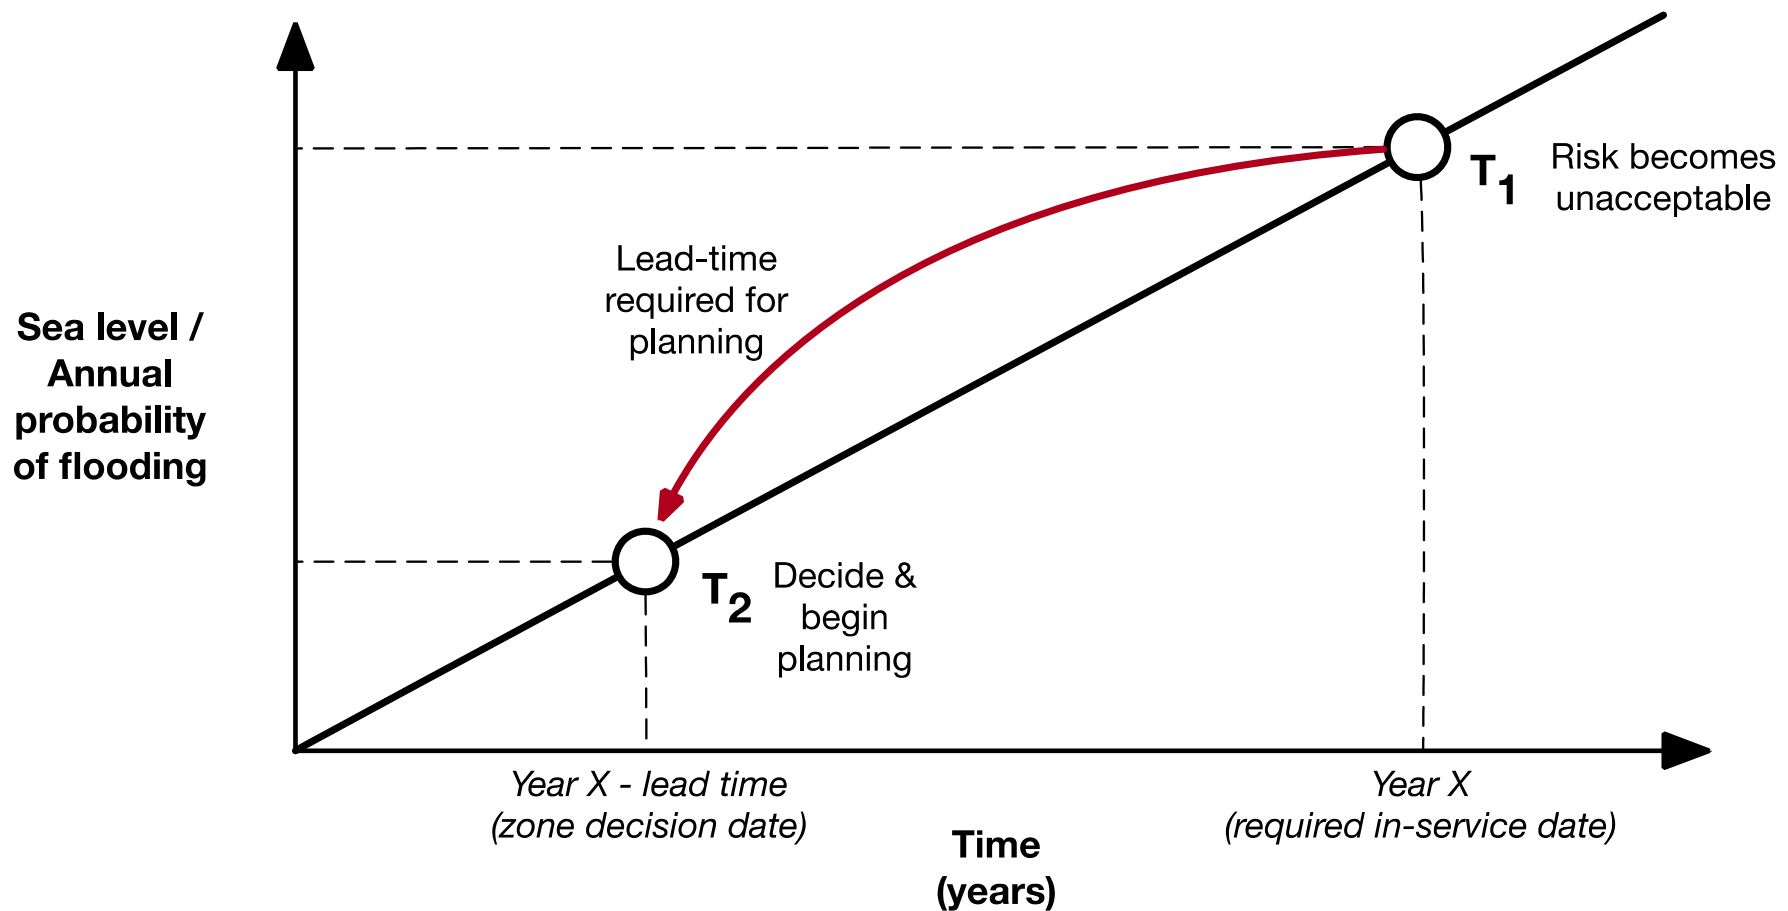 Risk becomes
unacceptable
T1
Lead-time
required for
planning
Sea level /
Annual
probability
of flooding
T2
Decide &
begin
planning
Year X - lead time
(zone decision date)
Year X
(required in-service date)
Time
(years)